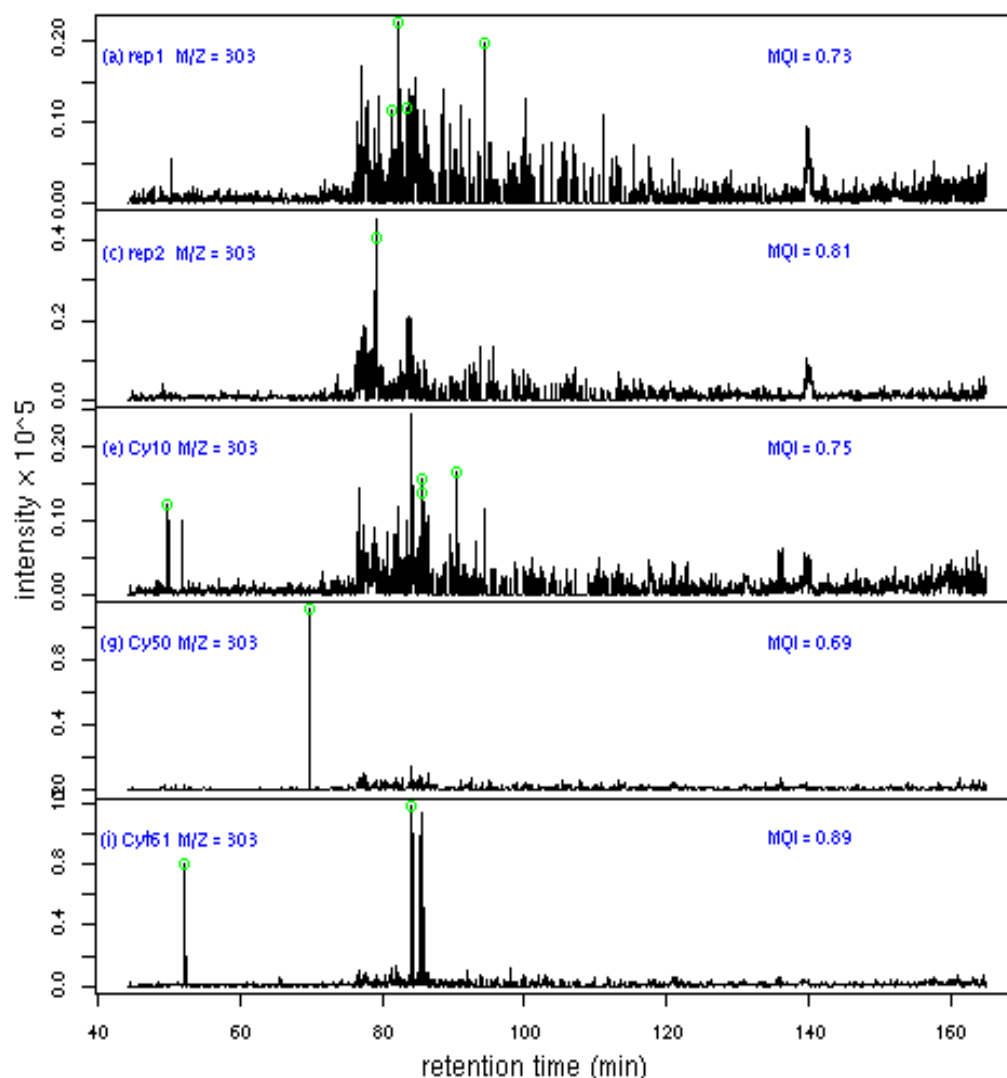 0.20
0.10
0.00
(a) rep1 M/Z = 303
MQI = 0.73
0.4
0.2
0.0
(c) rep2 M/Z = 303
MQI = 0.81
0.20
0.10
0.00
(e) Cy10 M/Z = 303
MQI = 0.75
0.8
0.4
(g) Cy50 M/Z = 303
MQI = 0.69
0.8
0.4
0.0
(i) Cyf61 M/Z = 303
MQI = 0.89
intensity × 10^5
40 60 80 100 120 140 160
retention time (min)